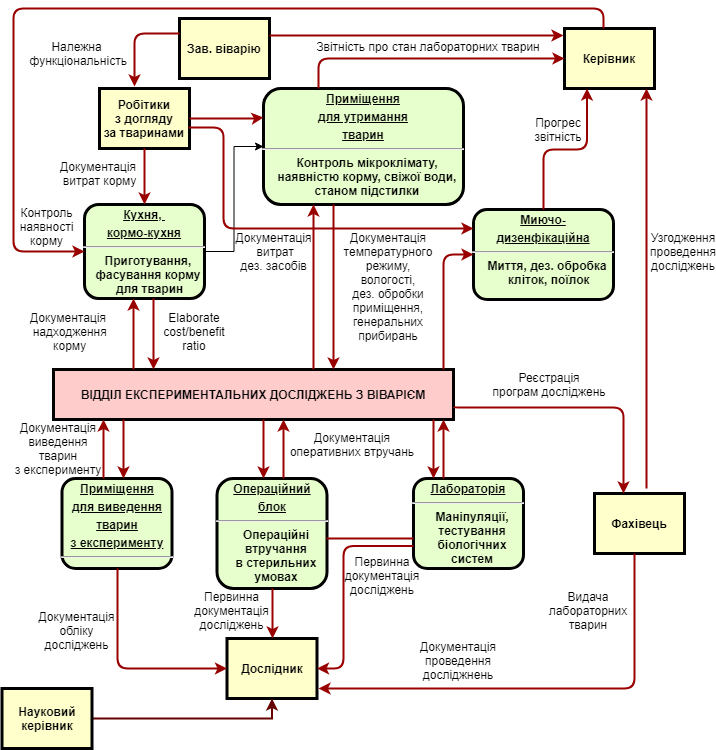 Належна
функціональність
Зав. віварію
Звітність про стан лабораторних тварин
Керівник
Робітики
з догляду
за тваринами
Приміщення
для утримання
тварин
Контроль мікроклімату,
наявністю корму, свіжої води,
станом підстилки
Прогрес
звітність
Документація
витрат корму
Контроль
наявності
корму
Кухня,
кормо-кухня
Приготування,
фасування корму
для тварин
Документація
витрат
дез. засобів
Документація
температурного
режиму,
вологості,
дез. обробки
приміщення,
генеральних
прибирань
Миючо-
дизенфікаційна
Миття, дез. обробка
кліток, поїлок
Узгодження
проведення
досліджень
Документація
надходження
корму
Elaborate
cost/benefit
ratio
ВІДДІЛ ЕКСПЕРИМЕНТАЛЬНИХ ДОСЛІДЖЕНЬ З ВІВАРІЄМ
Реєстрація
програм досліджень
Документація
виведення
тварин
з експерименту
Документація
оперативних втручань
Приміщення
для виведення
тварин
з експерименту
Операційний
блок
Операційні
втручання
в стерильних
умовах
Лабораторія
Маніпуляції,
тестування
біологічних
систем
Фахівець
Первинна
документація
досліджень
Первинна
документація
досліджень
Видача
лабораторних
тварин
Документація
обліку
досліджень
Дослідник
Документація
проведення
досліджнень
Науковий
керівник